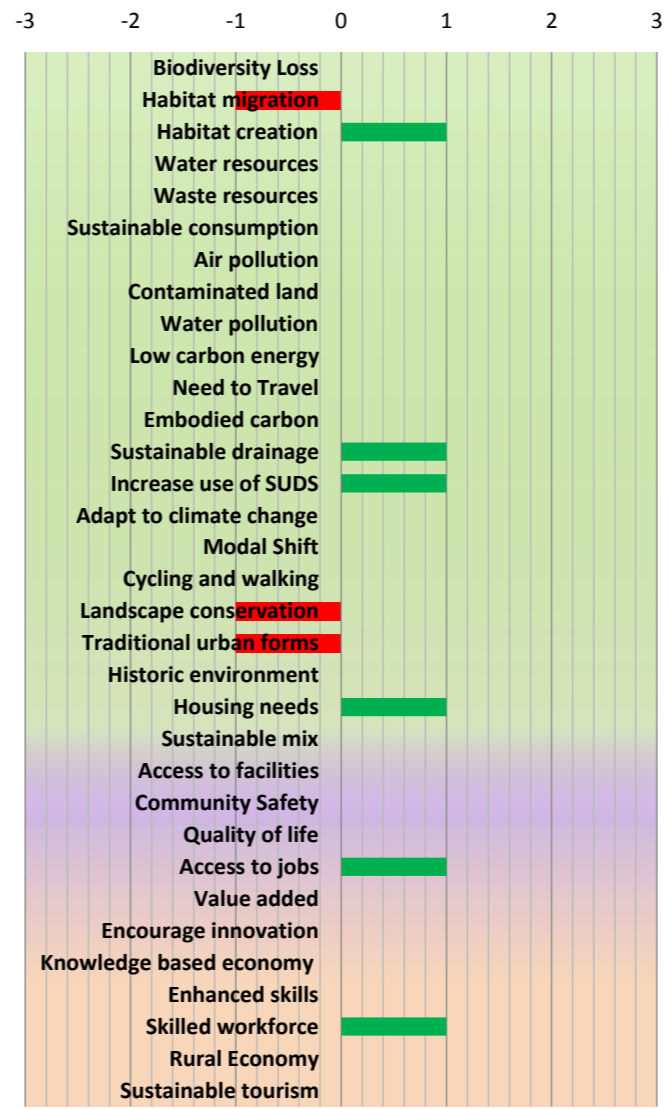 -3 -2 -1 0 1 2 3
Biodiversity Loss
Habitat migration
Habitat creation
Water resources
Waste resources
Sustainable consumption
Air pollution
Contaminated land
Water pollution
Low carbon energy
Need to Travel
Embodied carbon
Sustainable drainage
Increase use of SUDS
Adapt to climate change
Modal Shift
Cycling and walking
Landscape conservation
Traditional urban forms
Historic environment
Housing needs
Sustainable mix
Access to facilities
Community Safety
Quality of life
Access to jobs
Value added
Encourage innovation
Knowledge based economy
Enhanced skills
Skilled workforce
Rural Economy
Sustainable tourism